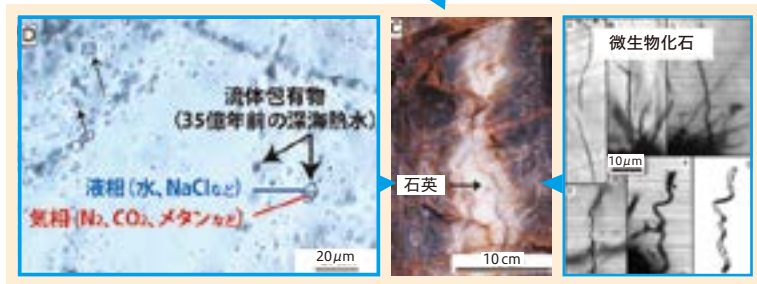 D
流体包有物
(35億年前の深海熱水)
液相(水、NaClなど)
気相(N₂、CO₂、メタンなど)
20μm
石英
10cm
微生物化石
10μm